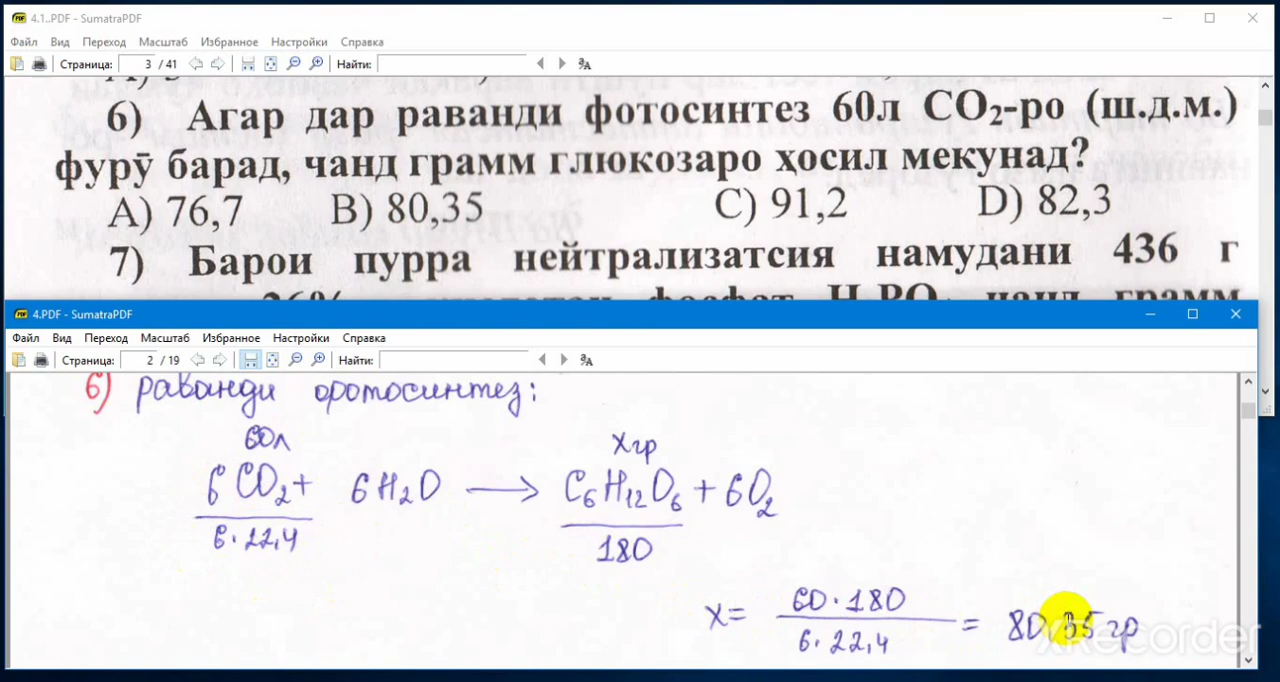 4.1..PDF - SumatraPDF
Файл Вид Переход Масштаб Избранное Настройки Справка
Страница: 3 / 41 Найти:
6) Агар дар раванди фотосинтез 60л CO₂-ро (ш.д.м.)
фурӯ барад, чанд грамм глюкозаро ҳосил мекунад?
A) 76,7 B) 80,35 C) 91,2 D) 82,3
7) Барои пурра нейтрализатсия намудани 436 г
4.PDF - SumatraPDF
Файл Вид Переход Масштаб Избранное Настройки Справка
Страница: 2 / 19 Найти:
6) раванди фотосинтез:
60л Xгр
6CO₂ + 6H₂O → C₆H₁₂O₆ + 6O₂
6·22,4 180
60·180
x= = 80,35 гр
6·22,4
XRecorder